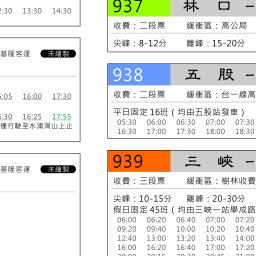 2:30 13:30 14:30
基隆客運 未繪製
5:05 16:00 17:30
5:30 16:25 17:55
僅行駛至水湳洞山上止
基隆客運 未繪製
937 林口-
收費：二段票 緩衝區：高公局
尖峰：8-12分 離峰：15-20分
938 五股-
收費：二段票 緩衝區：台一線高
平日固定16班（均由五股站發車）
05:30 06:00 06:30 07:00 07:30
16:30 17:00 17:30 18:00 18:30
939 三峽-
收費：三段票 緩衝區：樹林收費
尖峰：10-15分 離峰：20-30分
假日固定45班（均由三峽一站學成路
06:00 06:20 06:40 07:00 07:20
09:20 09:40 10:00 10:20 10:40
12:40 13:00 13:20 13:40 14:00
16:00 16:20 16:40 17:00 17:20